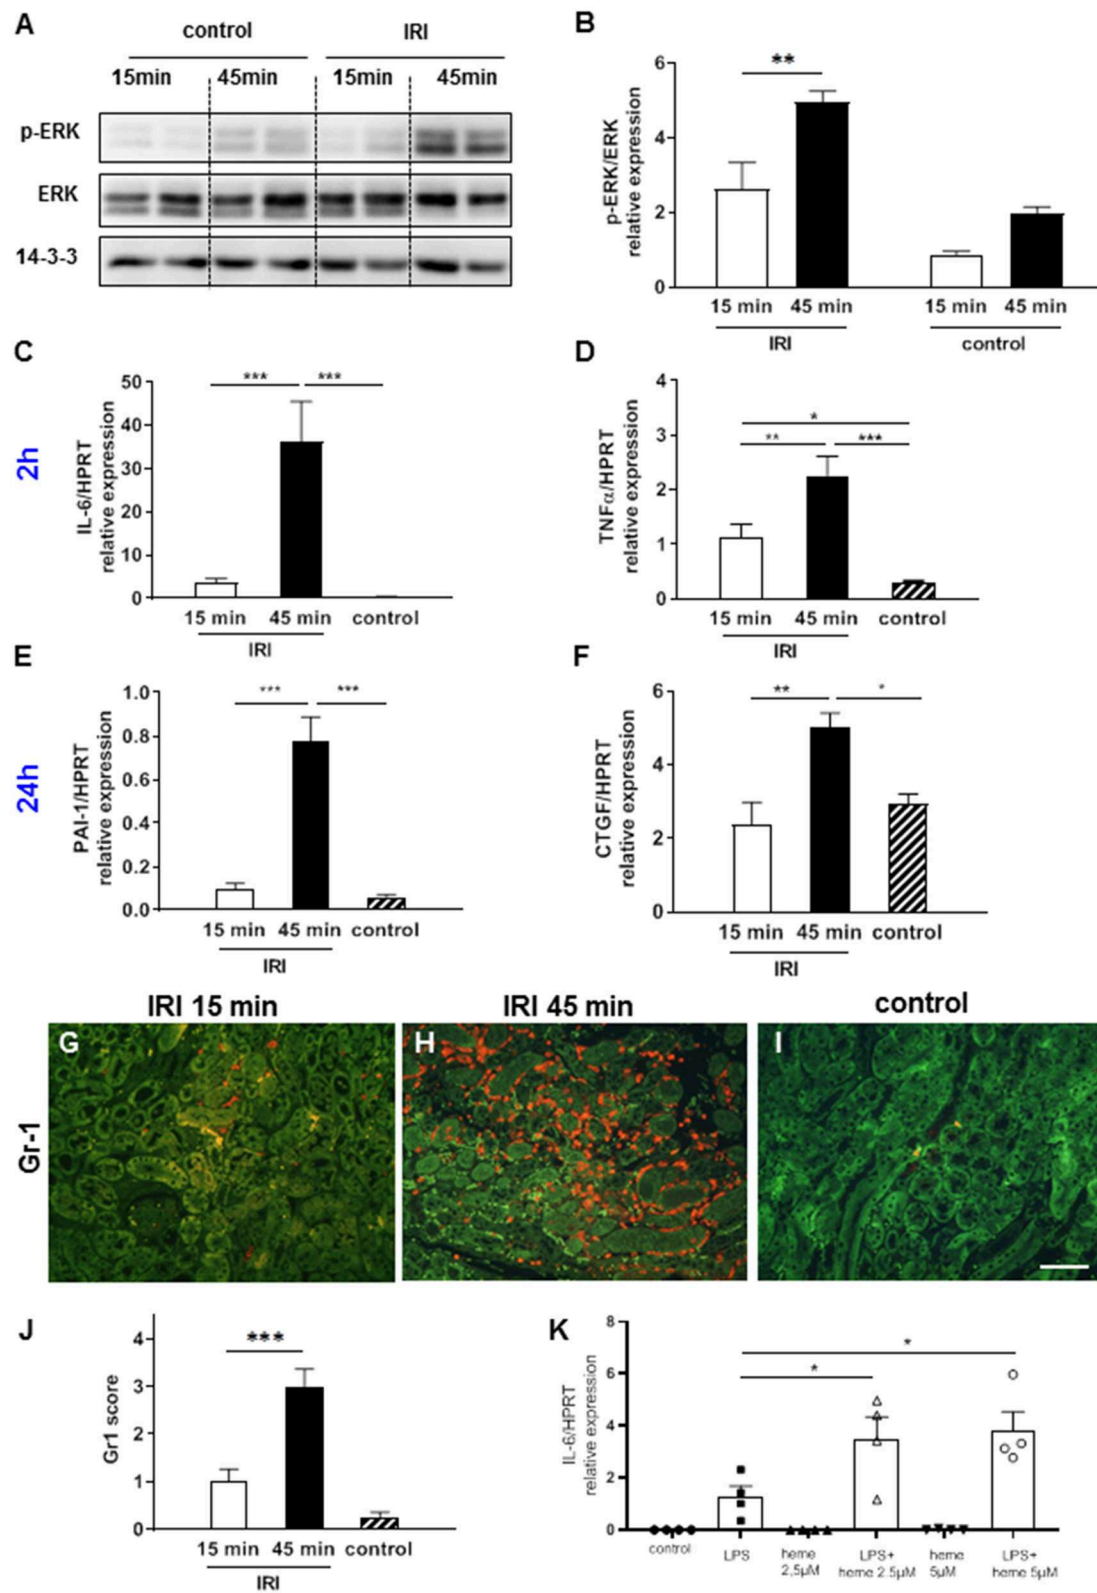 A
control
IRI
15min
45min
15min
45min
p-ERK
ERK
14-3-3
B
p-ERK/ERK
relative expression
6
4
2
0
**
15 min
45 min
15 min
45 min
IRI
control
C
2h
IL-6/HPRT
relative expression
50
40
30
20
10
0
***
***
15 min
45 min
control
IRI
D
TNFα/HPRT
relative expression
4
3
2
1
0
*
**
***
15 min
45 min
control
IRI
E
24h
PAI-1/HPRT
relative expression
1.0
0.8
0.6
0.4
0.2
0.0
***
***
15 min
45 min
control
IRI
F
CTGF/HPRT
relative expression
6
4
2
0
**
*
15 min
45 min
control
IRI
IRI 15 min
IRI 45 min
control
Gr-1
G
H
I
J
Gr1 score
4
3
2
1
0
***
15 min
45 min
control
IRI
K
IL-6/HPRT
relative expression
8
6
4
2
0
*
*
control
LPS
heme
2,5µM
LPS+
heme 2.5µM
heme
5µM
LPS+
heme 5µM